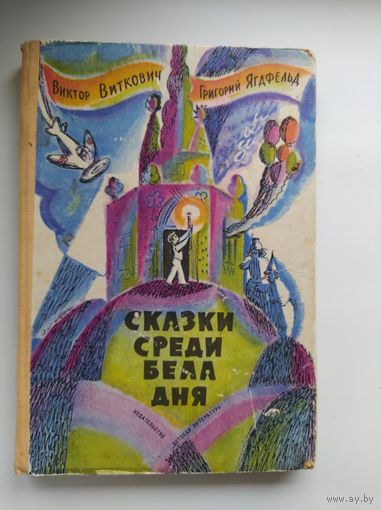 Виктор Виткович
Григорий Ягдфельд
Сказки
среди
бела
дня
Издательство
Детская литература
www.ay.by